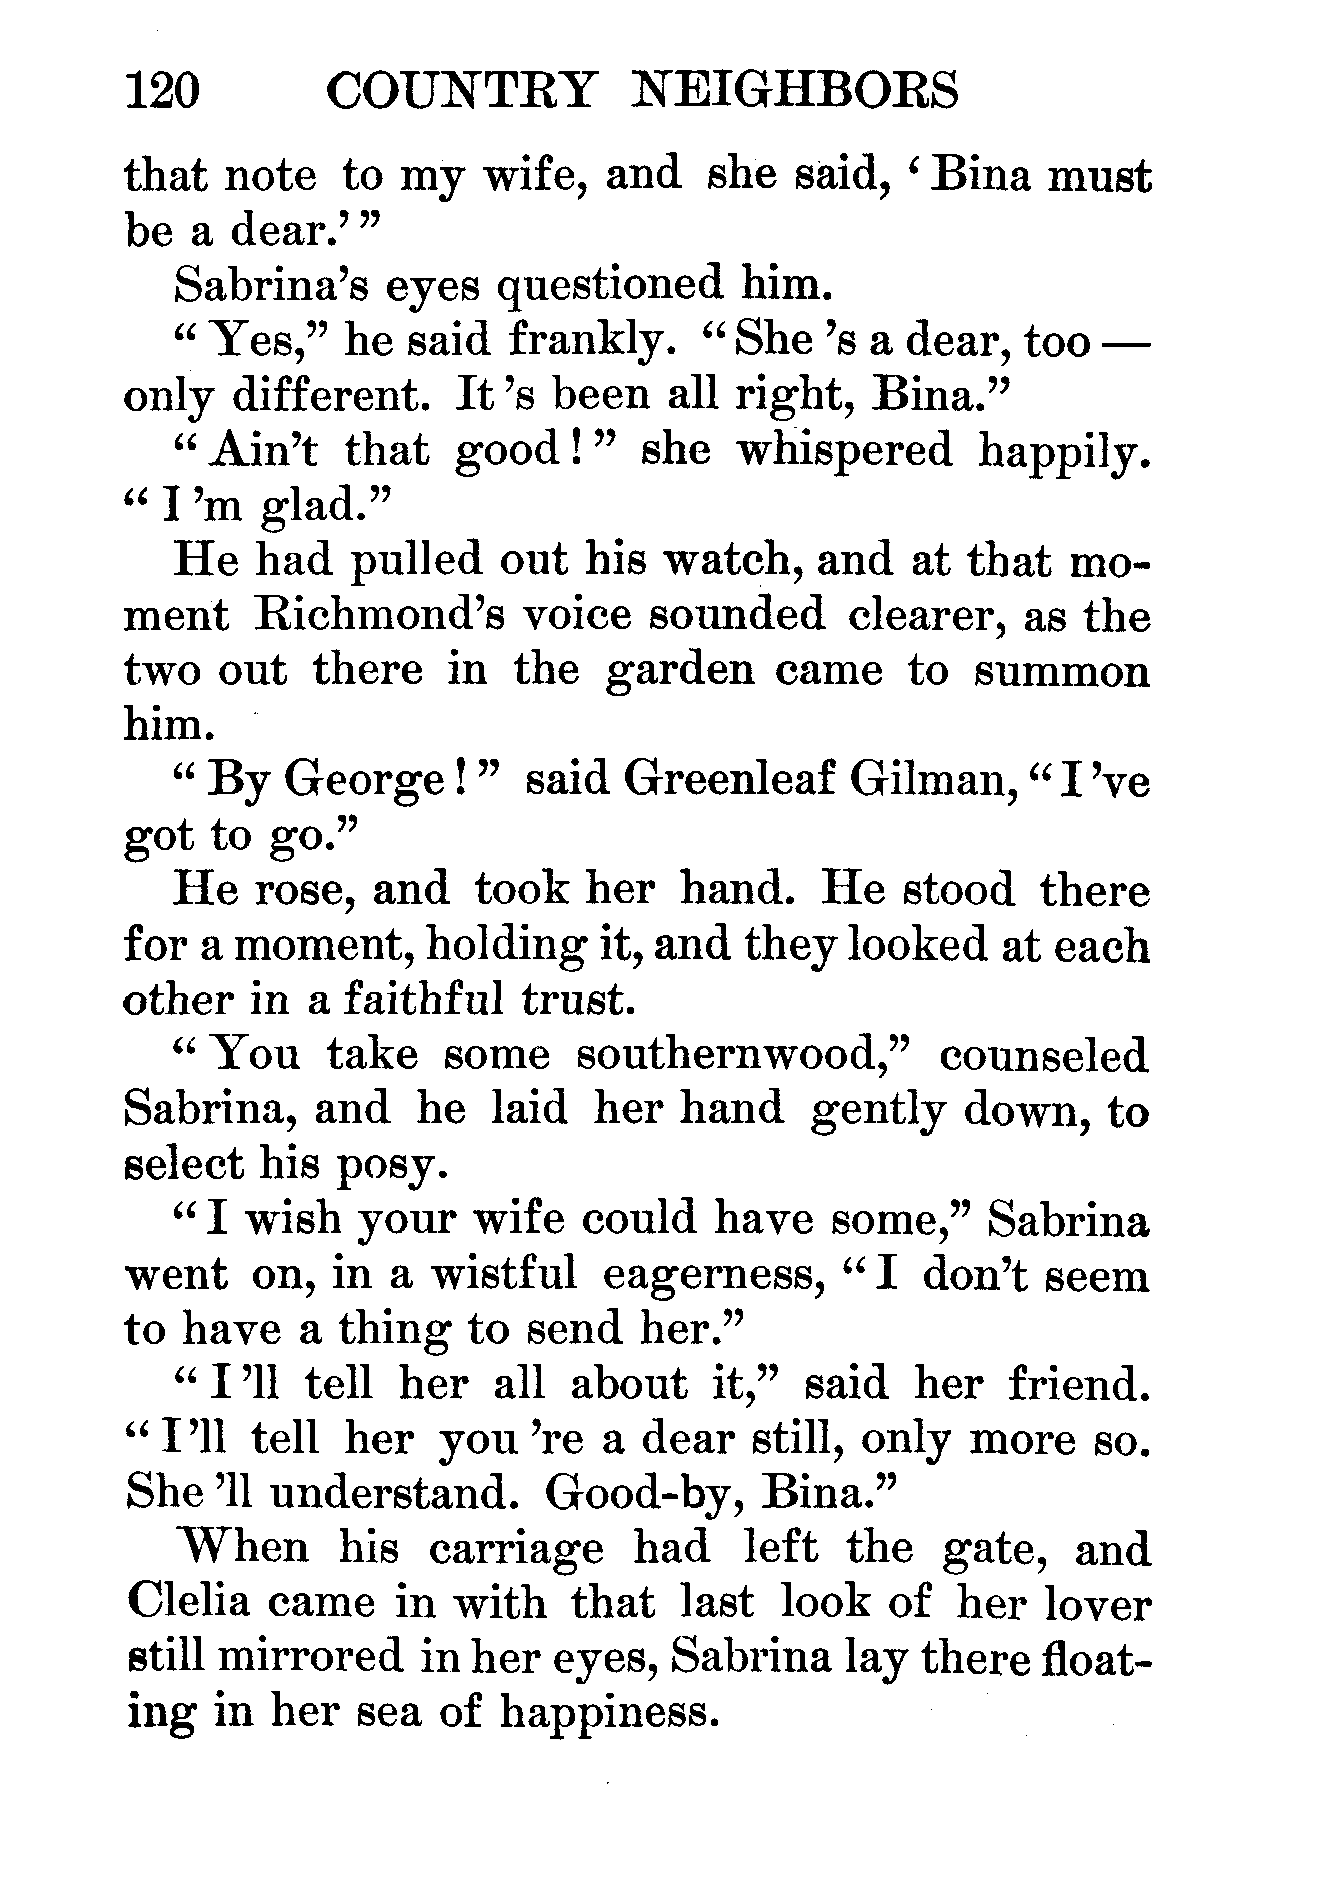 120 COUNTRY NEIGHBORS
that note to my wife, and she said, ‘Bina must
be a dear.’”
Sabrina’s eyes questioned him.
“Yes,” he said frankly. “She ’s a dear, too —
only different. It ’s been all right, Bina.”
“Ain’t that good!” she whispered happily.
“I ’m glad.”
He had pulled out his watch, and at that mo-
ment Richmond’s voice sounded clearer, as the
two out there in the garden came to summon
him.
“By George!” said Greenleaf Gilman, “I ’ve
got to go.”
He rose, and took her hand. He stood there
for a moment, holding it, and they looked at each
other in a faithful trust.
“You take some southernwood,” counseled
Sabrina, and he laid her hand gently down, to
select his posy.
“I wish your wife could have some,” Sabrina
went on, in a wistful eagerness, “I don’t seem
to have a thing to send her.”
“I ’ll tell her all about it,” said her friend.
“I’ll tell her you ’re a dear still, only more so.
She ’ll understand. Good-by, Bina.”
When his carriage had left the gate, and
Clelia came in with that last look of her lover
still mirrored in her eyes, Sabrina lay there float-
ing in her sea of happiness.